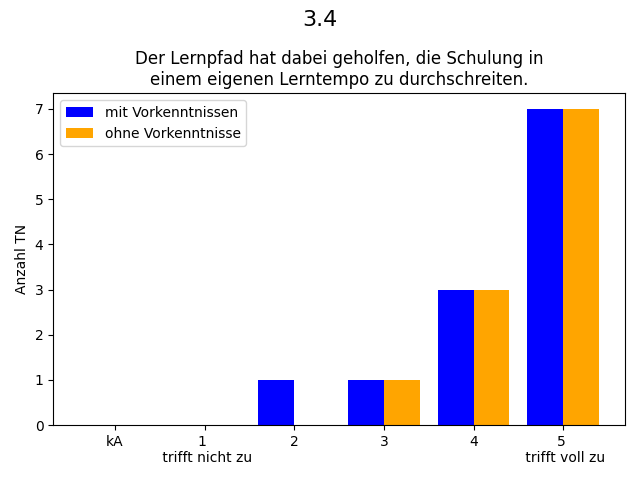 3.4
Der Lernpfad hat dabei geholfen, die Schulung in
einem eigenen Lerntempo zu durchschreiten.
mit Vorkenntnissen
ohne Vorkenntnisse
Anzahl TN
7
6
5
4
3
2
1
0
kA 1 2 3 4 5
trifft nicht zu trifft voll zu